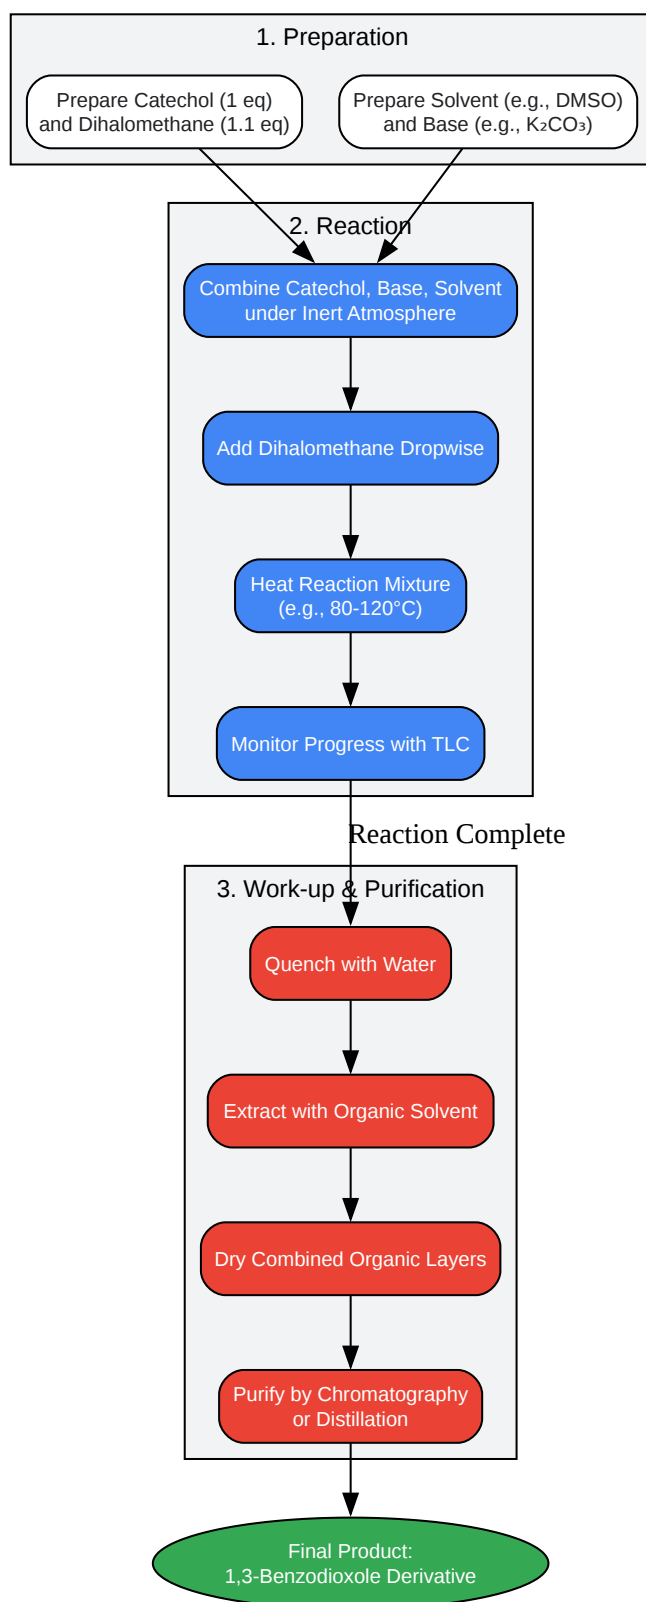 1. Preparation
Prepare Catechol (1 eq)
and Dihalomethane (1.1 eq)
Prepare Solvent (e.g., DMSO)
and Base (e.g., K₂CO₃)
2. Reaction
Combine Catechol, Base, Solvent
under Inert Atmosphere
Add Dihalomethane Dropwise
Heat Reaction Mixture
(e.g., 80-120°C)
Monitor Progress with TLC
Reaction Complete
3. Work-up & Purification
Quench with Water
Extract with Organic Solvent
Dry Combined Organic Layers
Purify by Chromatography
or Distillation
Final Product:
1,3-Benzodioxole Derivative